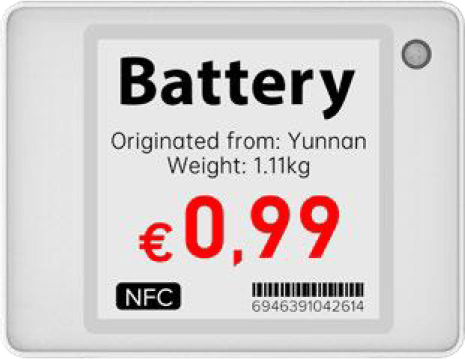 Battery
Originated from: Yunnan
Weight: 1.11kg
€0,99
NFC
6946391042614